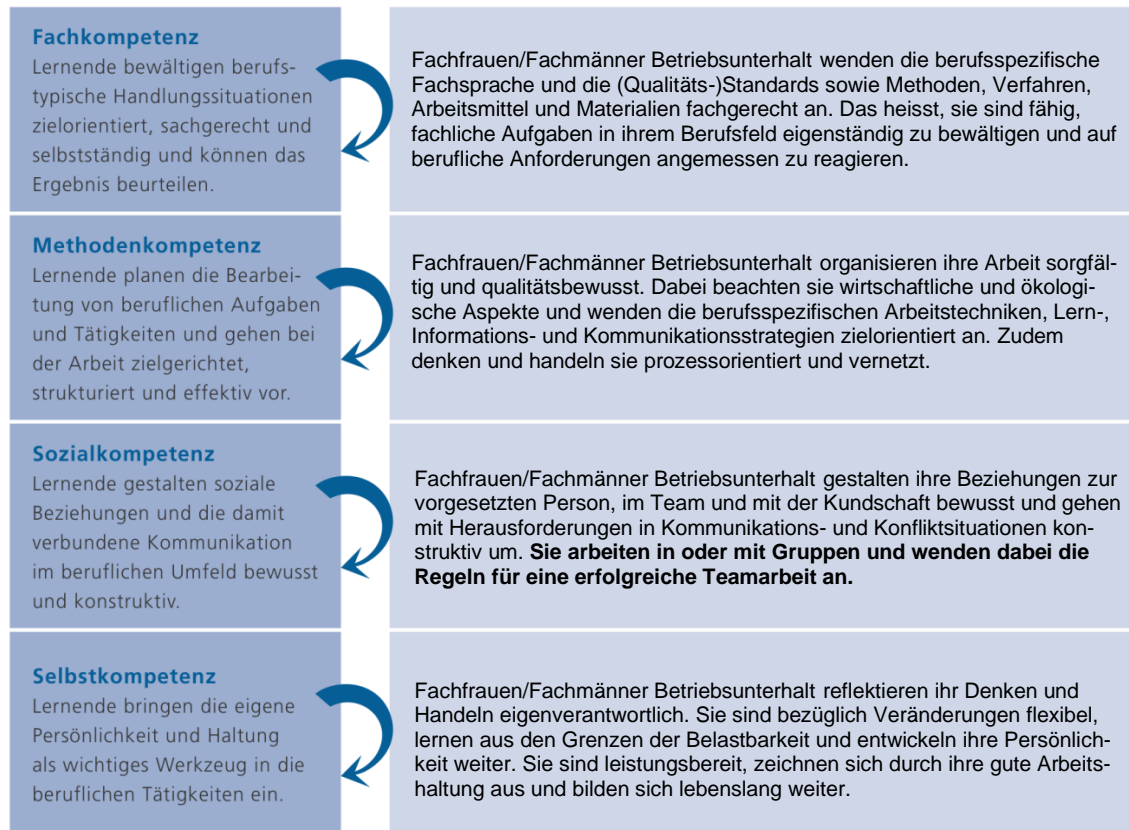 Fachkompetenz
Lernende bewältigen berufs-
typische Handlungssituationen
zielorientiert, sachgerecht und
selbstständig und können das
Ergebnis beurteilen.
Fachfrauen/Fachmänner Betriebsunterhalt wenden die berufsspezifische
Fachsprache und die (Qualitäts-)Standards sowie Methoden, Verfahren,
Arbeitsmittel und Materialien fachgerecht an. Das heisst, sie sind fähig,
fachliche Aufgaben in ihrem Berufsfeld eigenständig zu bewältigen und auf
berufliche Anforderungen angemessen zu reagieren.
Methodenkompetenz
Lernende planen die Bearbei-
tung von beruflichen Aufgaben
und Tätigkeiten und gehen bei
der Arbeit zielgerichtet,
strukturiert und effektiv vor.
Fachfrauen/Fachmänner Betriebsunterhalt organisieren ihre Arbeit sorgfäl-
tig und qualitätsbewusst. Dabei beachten sie wirtschaftliche und ökologi-
sche Aspekte und wenden die berufsspezifischen Arbeitstechniken, Lern-,
Informations- und Kommunikationsstrategien zielorientiert an. Zudem
denken und handeln sie prozessorientiert und vernetzt.
Sozialkompetenz
Lernende gestalten soziale
Beziehungen und die damit
verbundene Kommunikation
im beruflichen Umfeld bewusst
und konstruktiv.
Fachfrauen/Fachmänner Betriebsunterhalt gestalten ihre Beziehungen zur
vorgesetzten Person, im Team und mit der Kundschaft bewusst und gehen
mit Herausforderungen in Kommunikations- und Konfliktsituationen kon-
struktiv um. Sie arbeiten in oder mit Gruppen und wenden dabei die
Regeln für eine erfolgreiche Teamarbeit an.
Selbstkompetenz
Lernende bringen die eigene
Persönlichkeit und Haltung
als wichtiges Werkzeug in die
beruflichen Tätigkeiten ein.
Fachfrauen/Fachmänner Betriebsunterhalt reflektieren ihr Denken und
Handeln eigenverantwortlich. Sie sind bezüglich Veränderungen flexibel,
lernen aus den Grenzen der Belastbarkeit und entwickeln ihre Persönlich-
keit weiter. Sie sind leistungsbereit, zeichnen sich durch ihre gute Arbeits-
haltung aus und bilden sich lebenslang weiter.